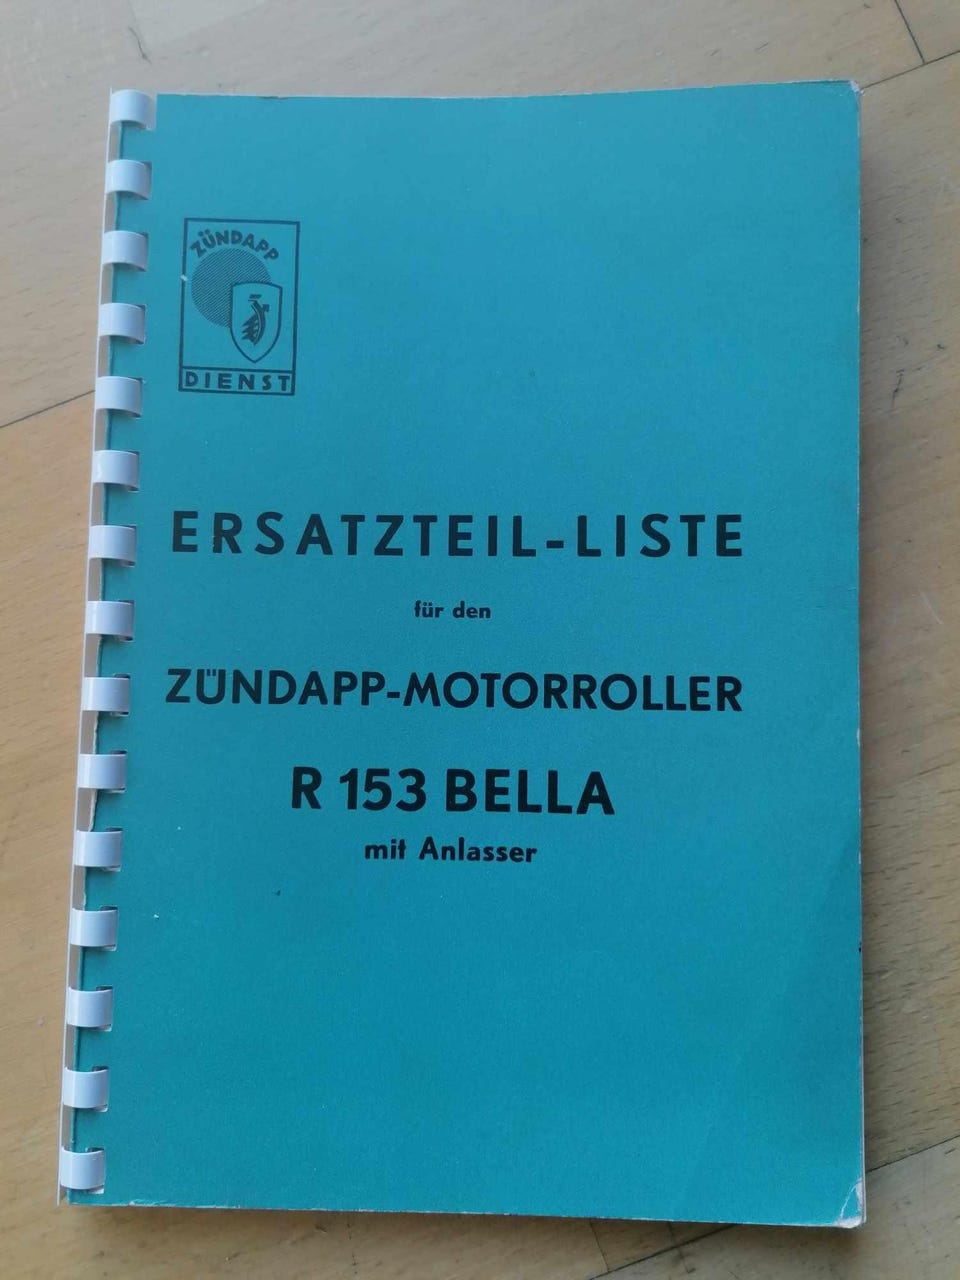 ZÜNDAPP
DIENST
ERSATZTEIL-LISTE
für den
ZÜNDAPP-MOTORROLLER
R 153 BELLA
mit Anlasser